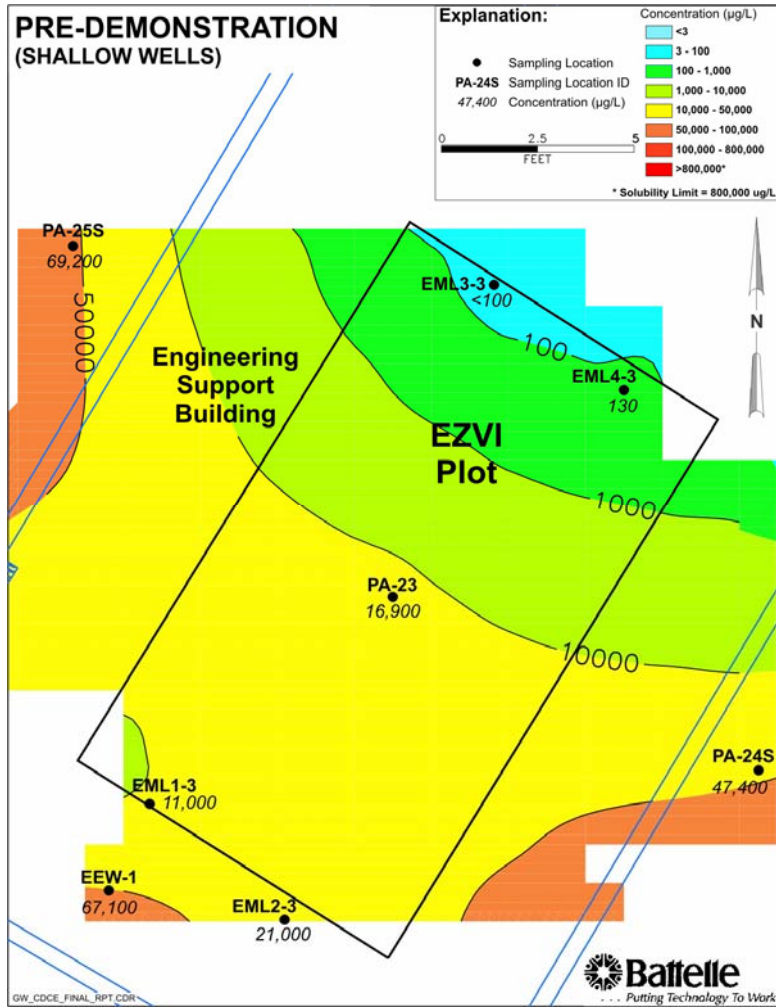 PRE-DEMONSTRATION
(SHALLOW WELLS)
Explanation:
Sampling Location
PA-24S Sampling Location ID
47,400 Concentration (µg/L)
0 2.5 5
FEET
Concentration (µg/L)
<3
3 - 100
100 - 1,000
1,000 - 10,000
10,000 - 50,000
50,000 - 100,000
100,000 - 800,000
>800,000*
* Solubility Limit = 800,000 ug/L
PA-25S
69,200
50000
EML3-3
<100
100
N
Engineering
Support
Building
EML4-3
130
EZVI
Plot
1000
PA-23
16,900
10000
PA-24S
47,400
EML1-3
11,000
EEW-1
67,100
EML2-3
21,000
GW_CDCE_FINAL_RPT.CDR
Battelle
. . . Putting Technology To Work